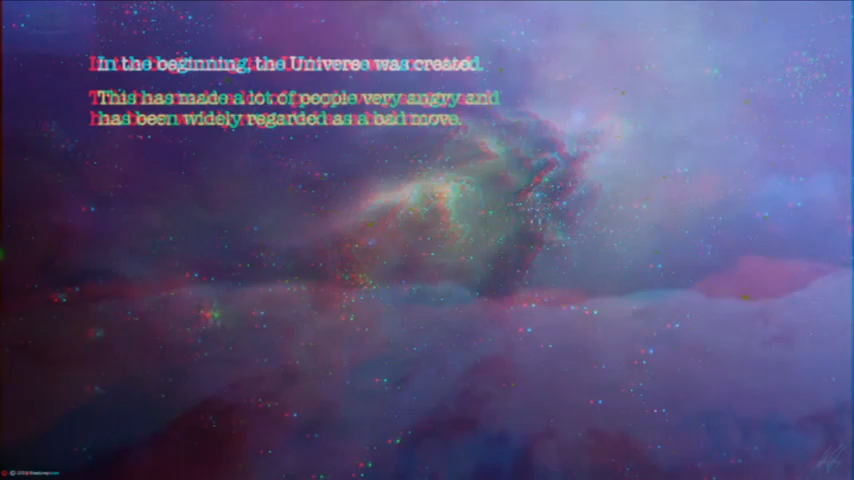 In the beginning, the Universe was created.
This has made a lot of people very angry and
has been widely regarded as a bad move.